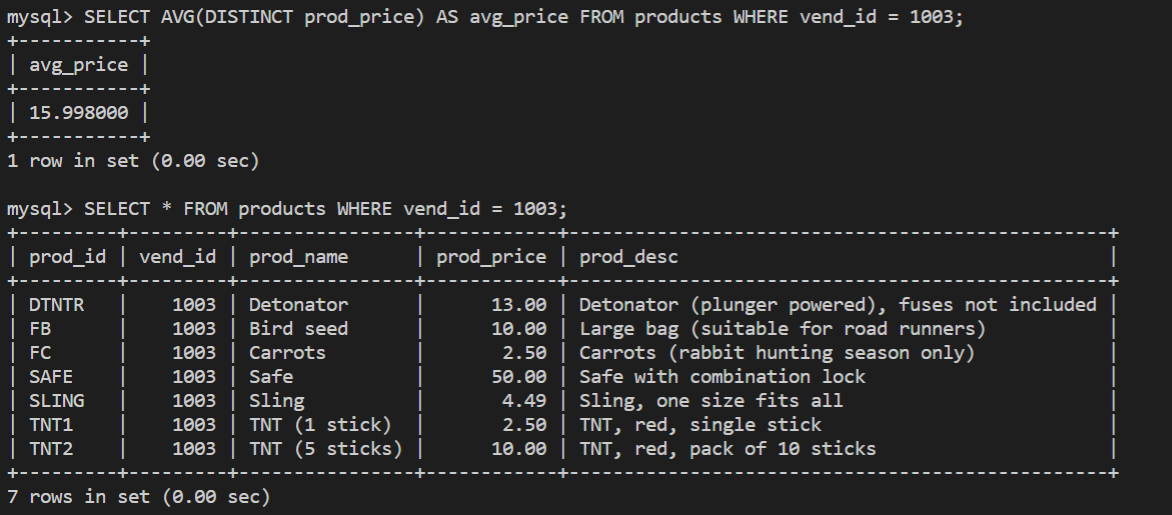 mysql> SELECT AVG(DISTINCT prod_price) AS avg_price FROM products WHERE vend_id = 1003;
+-----------+
| avg_price |
+-----------+
| 15.998000 |
+-----------+
1 row in set (0.00 sec)

mysql> SELECT * FROM products WHERE vend_id = 1003;
+---------+---------+----------------+------------+-------------------------------------------------+
| prod_id | vend_id | prod_name      | prod_price | prod_desc                                       |
+---------+---------+----------------+------------+-------------------------------------------------+
| DTNTR   |    1003 | Detonator      |      13.00 | Detonator (plunger powered), fuses not included |
| FB      |    1003 | Bird seed      |      10.00 | Large bag (suitable for road runners)           |
| FC      |    1003 | Carrots        |       2.50 | Carrots (rabbit hunting season only)            |
| SAFE    |    1003 | Safe           |      50.00 | Safe with combination lock                      |
| SLING   |    1003 | Sling          |       4.49 | Sling, one size fits all                        |
| TNT1    |    1003 | TNT (1 stick)  |       2.50 | TNT, red, single stick                          |
| TNT2    |    1003 | TNT (5 sticks) |      10.00 | TNT, red, pack of 10 sticks                     |
+---------+---------+----------------+------------+-------------------------------------------------+
7 rows in set (0.00 sec)